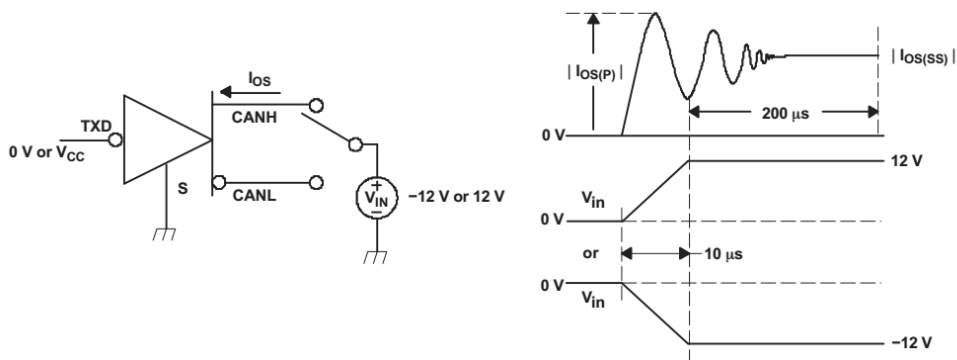 I_OS
TXD
CANH
0 V or V_CC
S
CANL
+
V_IN
−
−12 V or 12 V
| I_OS(P) |
| I_OS(SS) |
200 μs
0 V
12 V
V_in
0 V
or
10 μs
0 V
V_in
−12 V